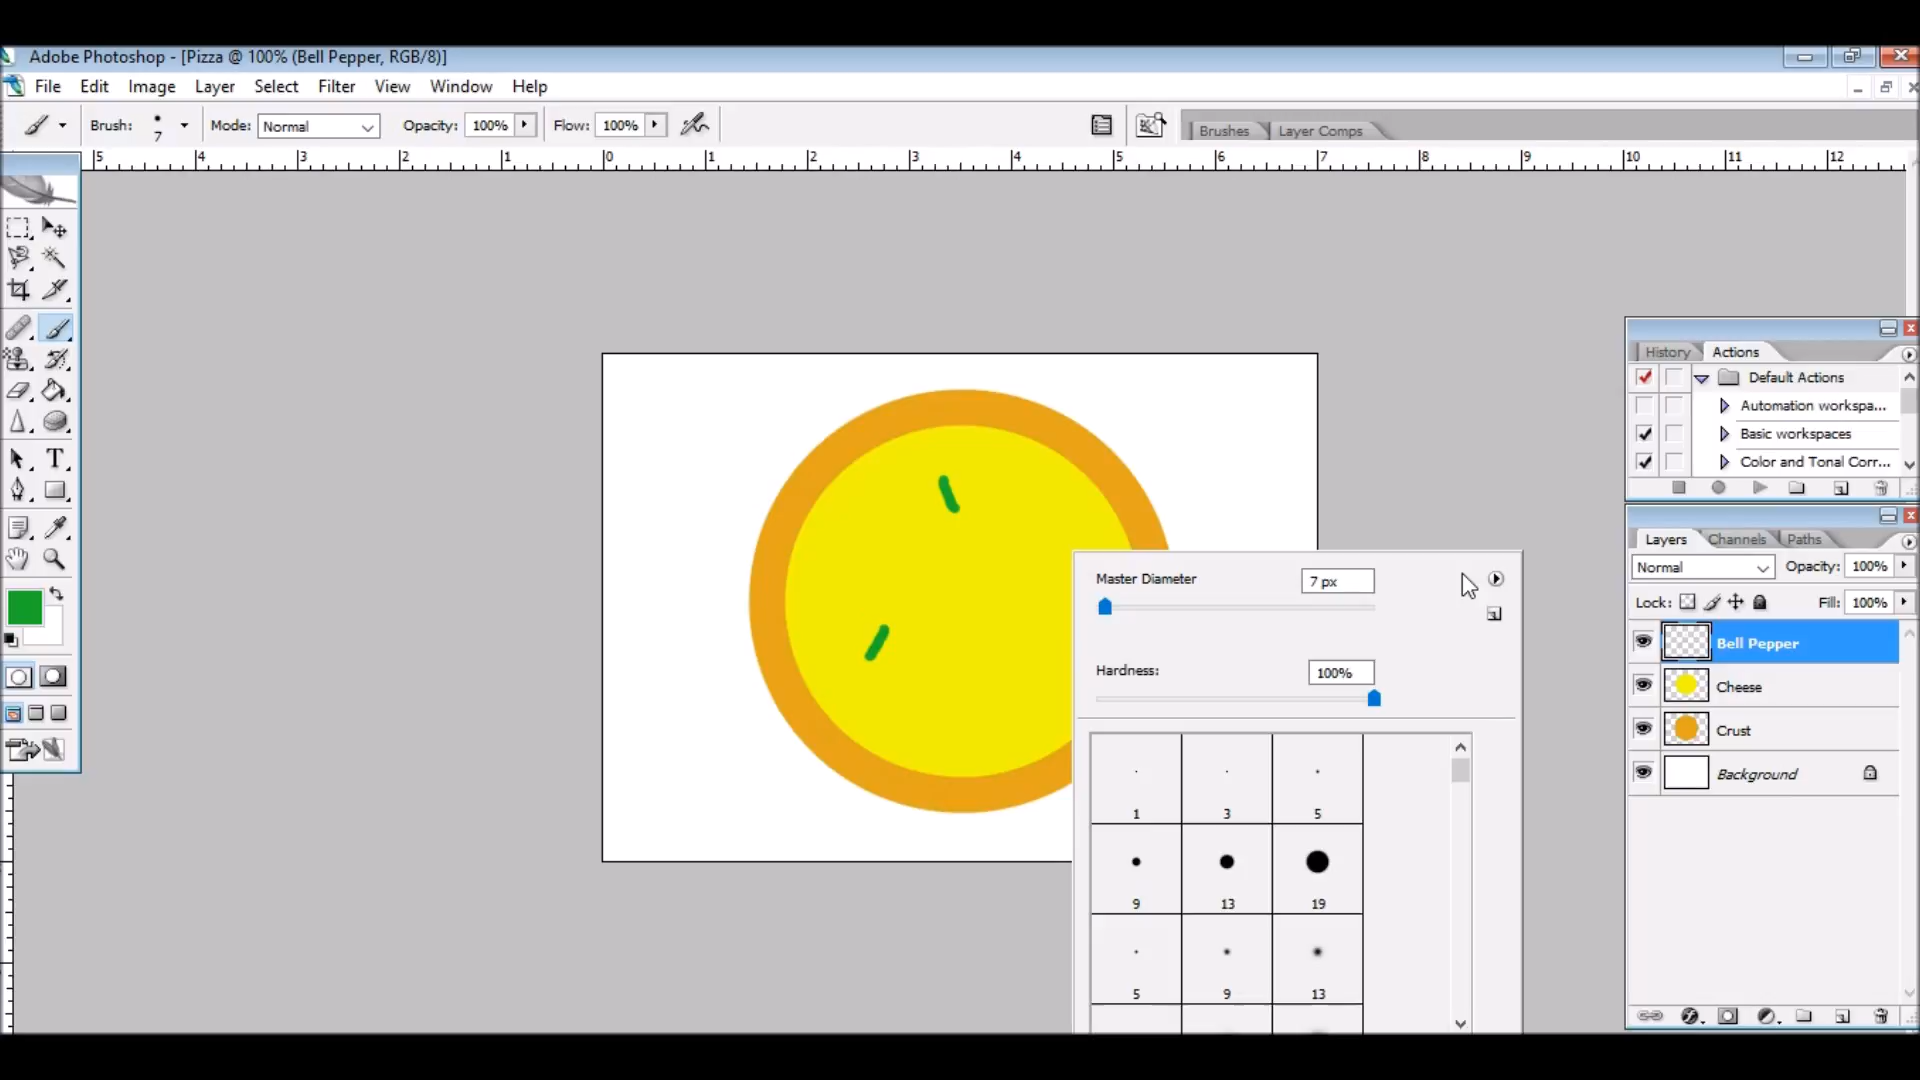 Adobe Photoshop - [Pizza @ 100% (Bell Pepper, RGB/8)]
File Edit Image Layer Select Filter View Window Help
Brush: 7 Mode: Normal Opacity: 100% Flow: 100% Brushes Layer Comps
5 4 3 2 1 0 1 2 3 4 5 6 7 8 9 10 11 12
History Actions
Default Actions
Automation workspa...
Basic workspaces
Color and Tonal Corr...
Layers Channels Paths
Normal Opacity: 100%
Lock: Fill: 100%
Bell Pepper
Cheese
Crust
Background
Master Diameter 7 px
Hardness: 100%
1 3 5
9 13 19
5 9 13
T